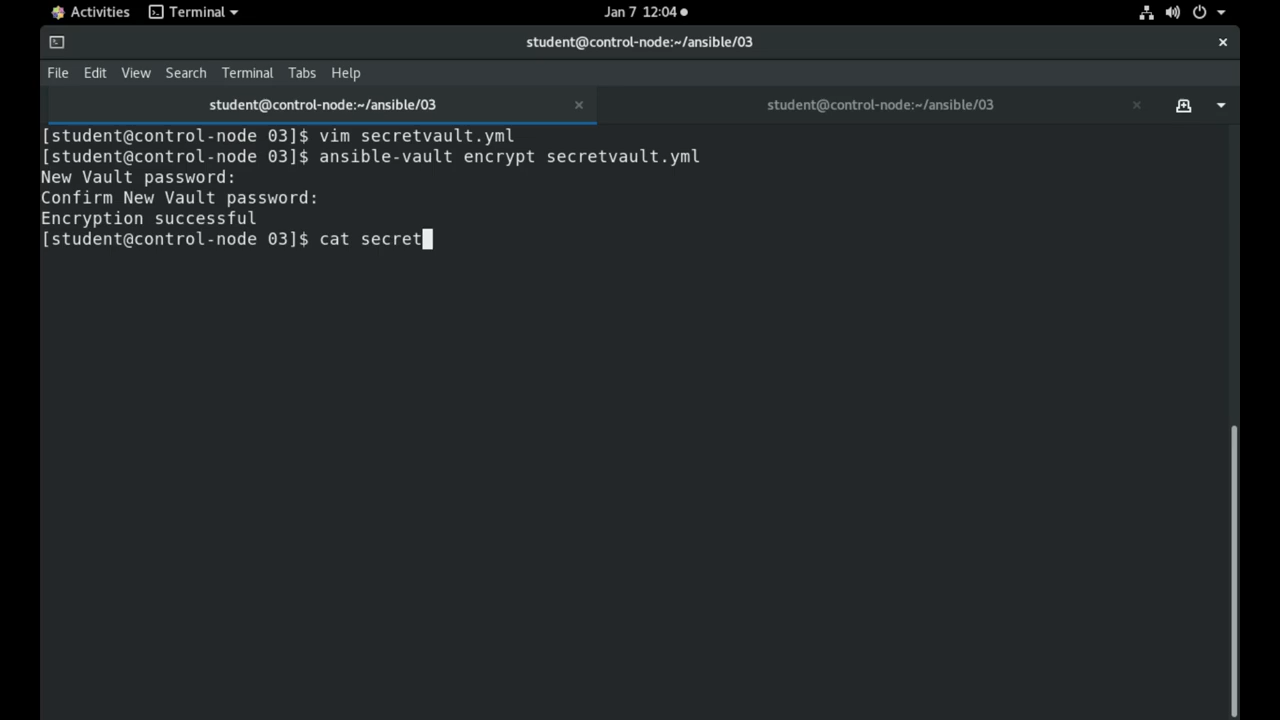 Activities Terminal Jan 7 12:04
student@control-node:~/ansible/03
File Edit View Search Terminal Tabs Help
student@control-node:~/ansible/03 student@control-node:~/ansible/03
[student@control-node 03]$ vim secretvault.yml
[student@control-node 03]$ ansible-vault encrypt secretvault.yml
New Vault password:
Confirm New Vault password:
Encryption successful
[student@control-node 03]$ cat secret